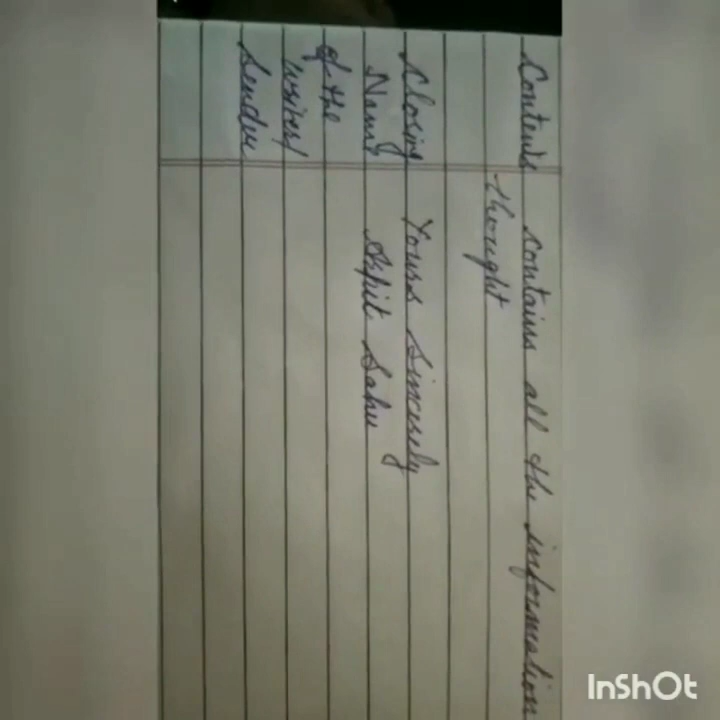 Contents contains all the information
thought
Closing Yours Sincerely
Name Arpit Sahu
of the
writer/
Sender
InShOt